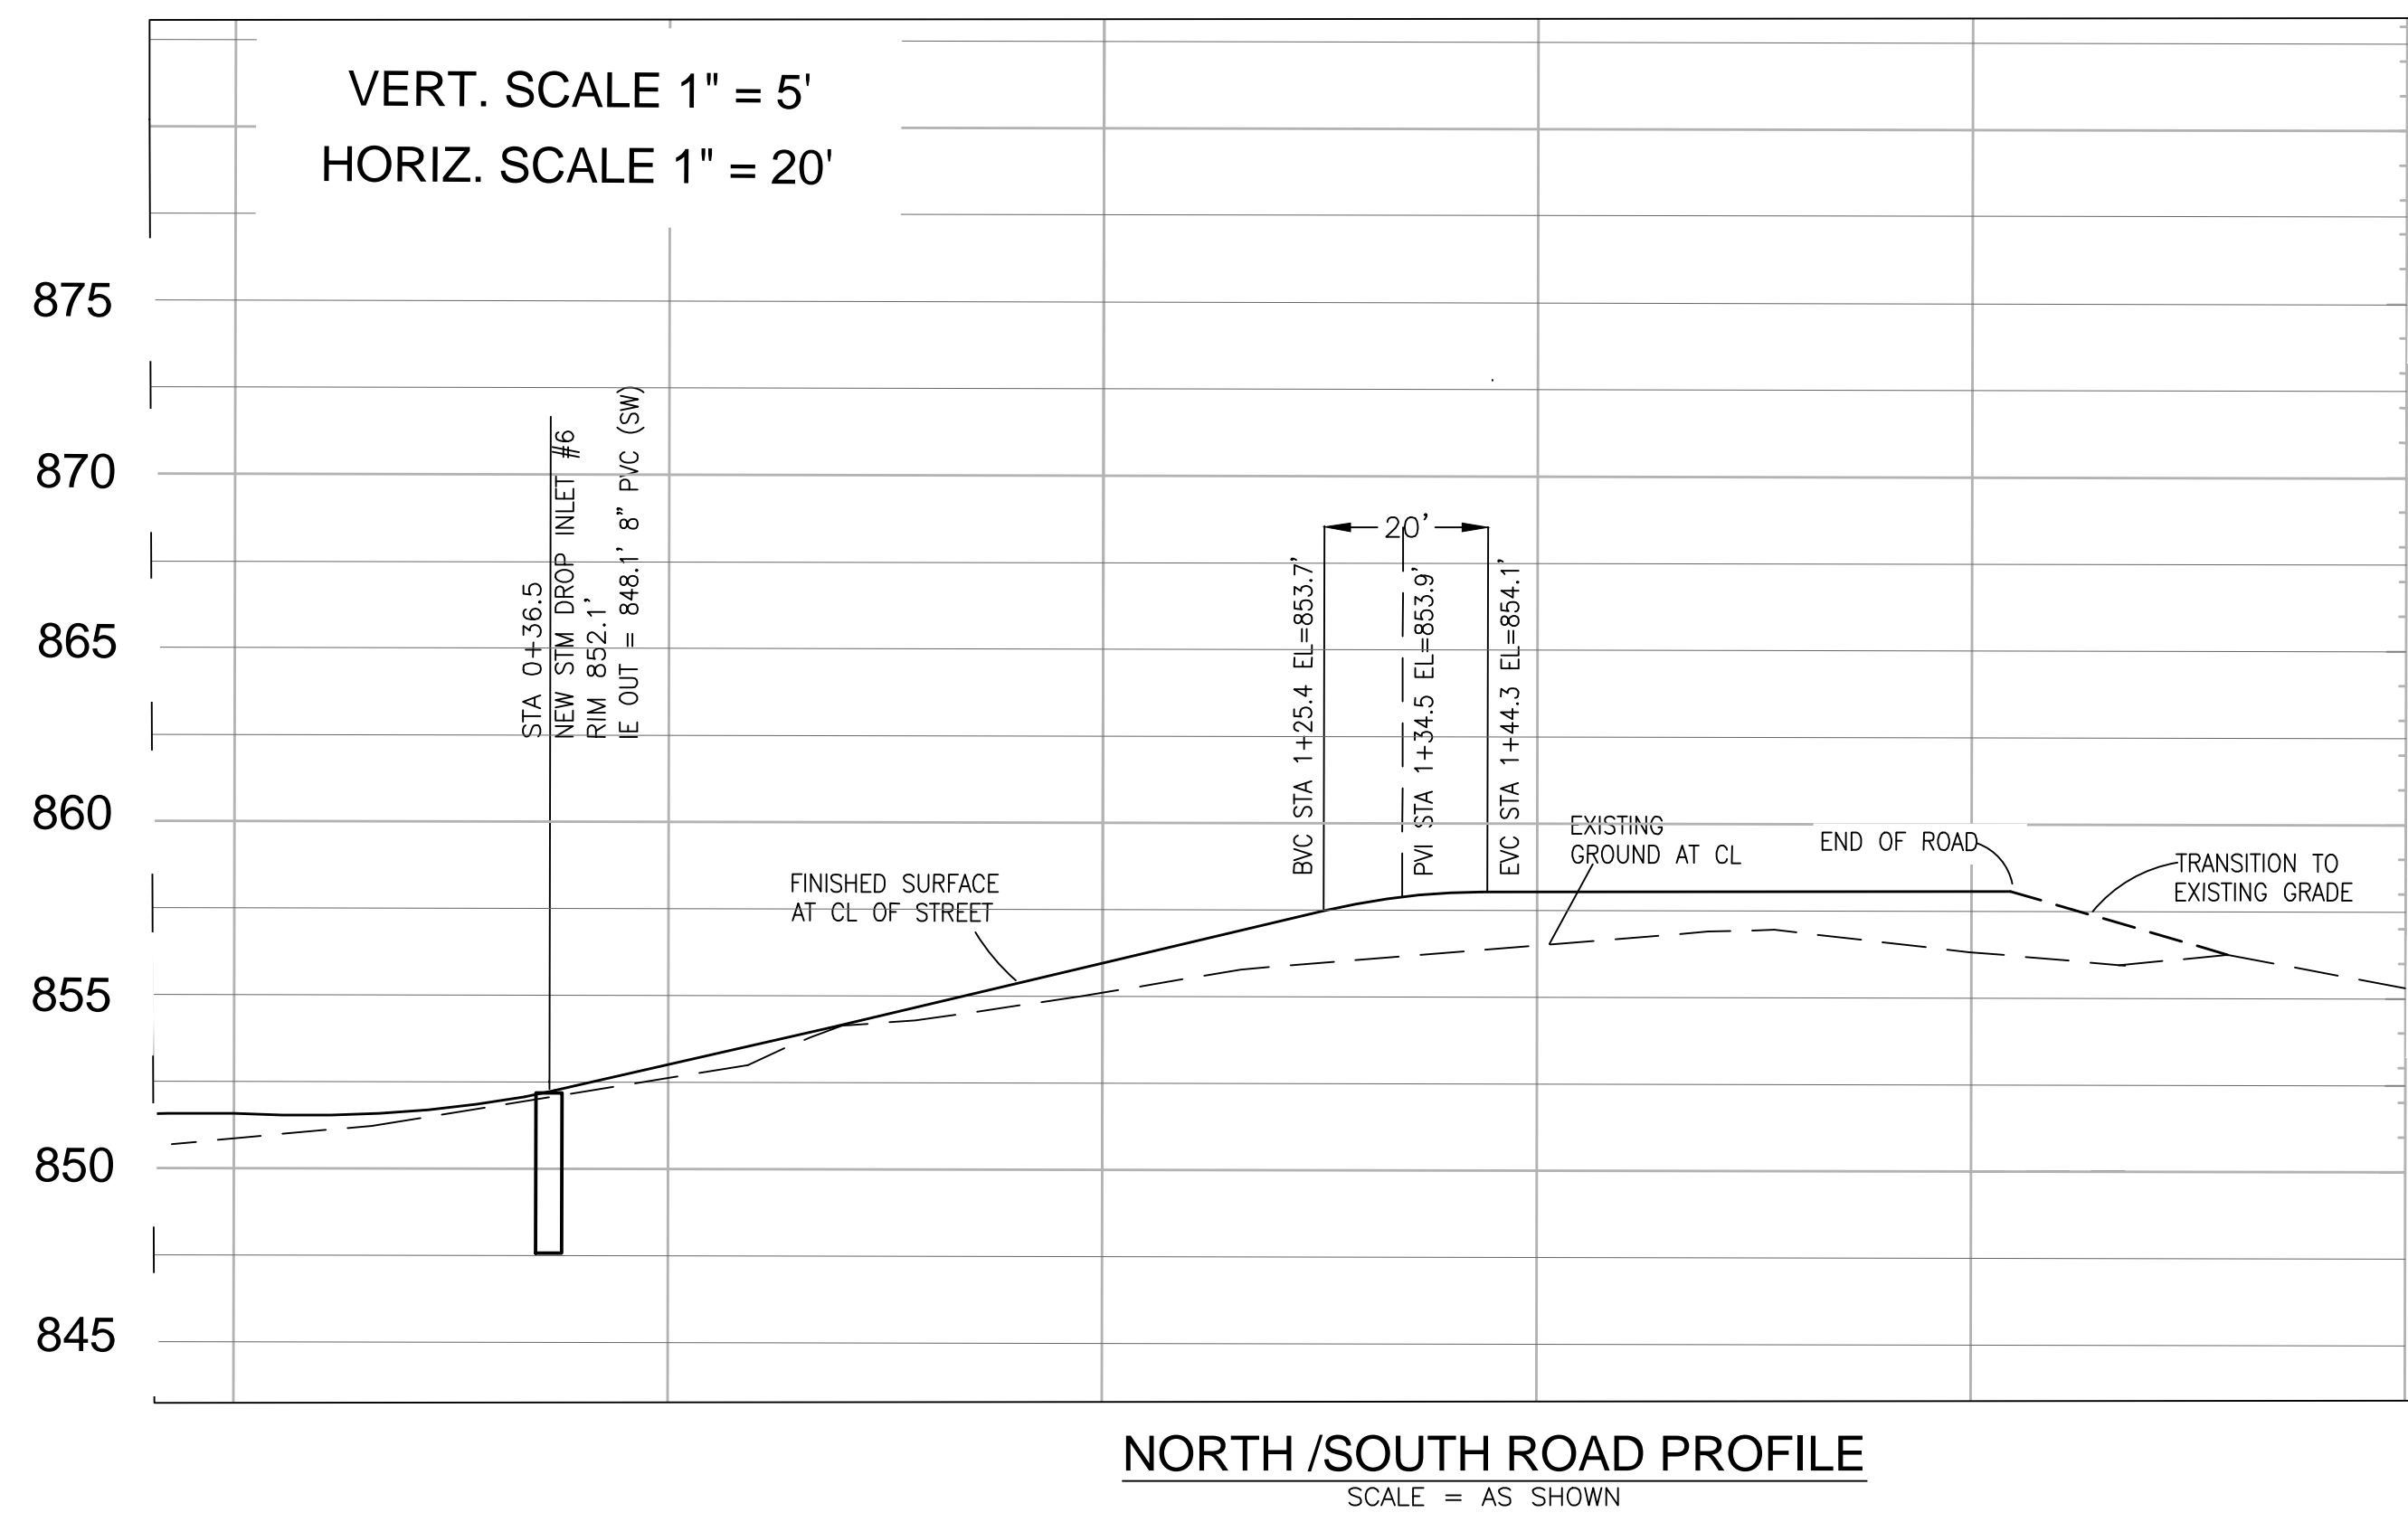 VERT. SCALE 1" = 5'
HORIZ. SCALE 1" = 20'
875
870
865
860
855
850
845
STA 0+36.5
NEW STM DROP INLET #6
RIM 852.1'
IE OUT = 848.1' 8" PVC (SW)
20'
BVC STA 1+25.4 EL=853.7'
PVI STA 1+34.5 EL=853.9'
EVC STA 1+44.3 EL=854.1'
FINISHED SURFACE
AT CL OF STREET
EXISTING
GROUND AT CL
END OF ROAD
TRANSITION TO
EXISTING GRADE
NORTH /SOUTH ROAD PROFILE
SCALE = AS SHOWN